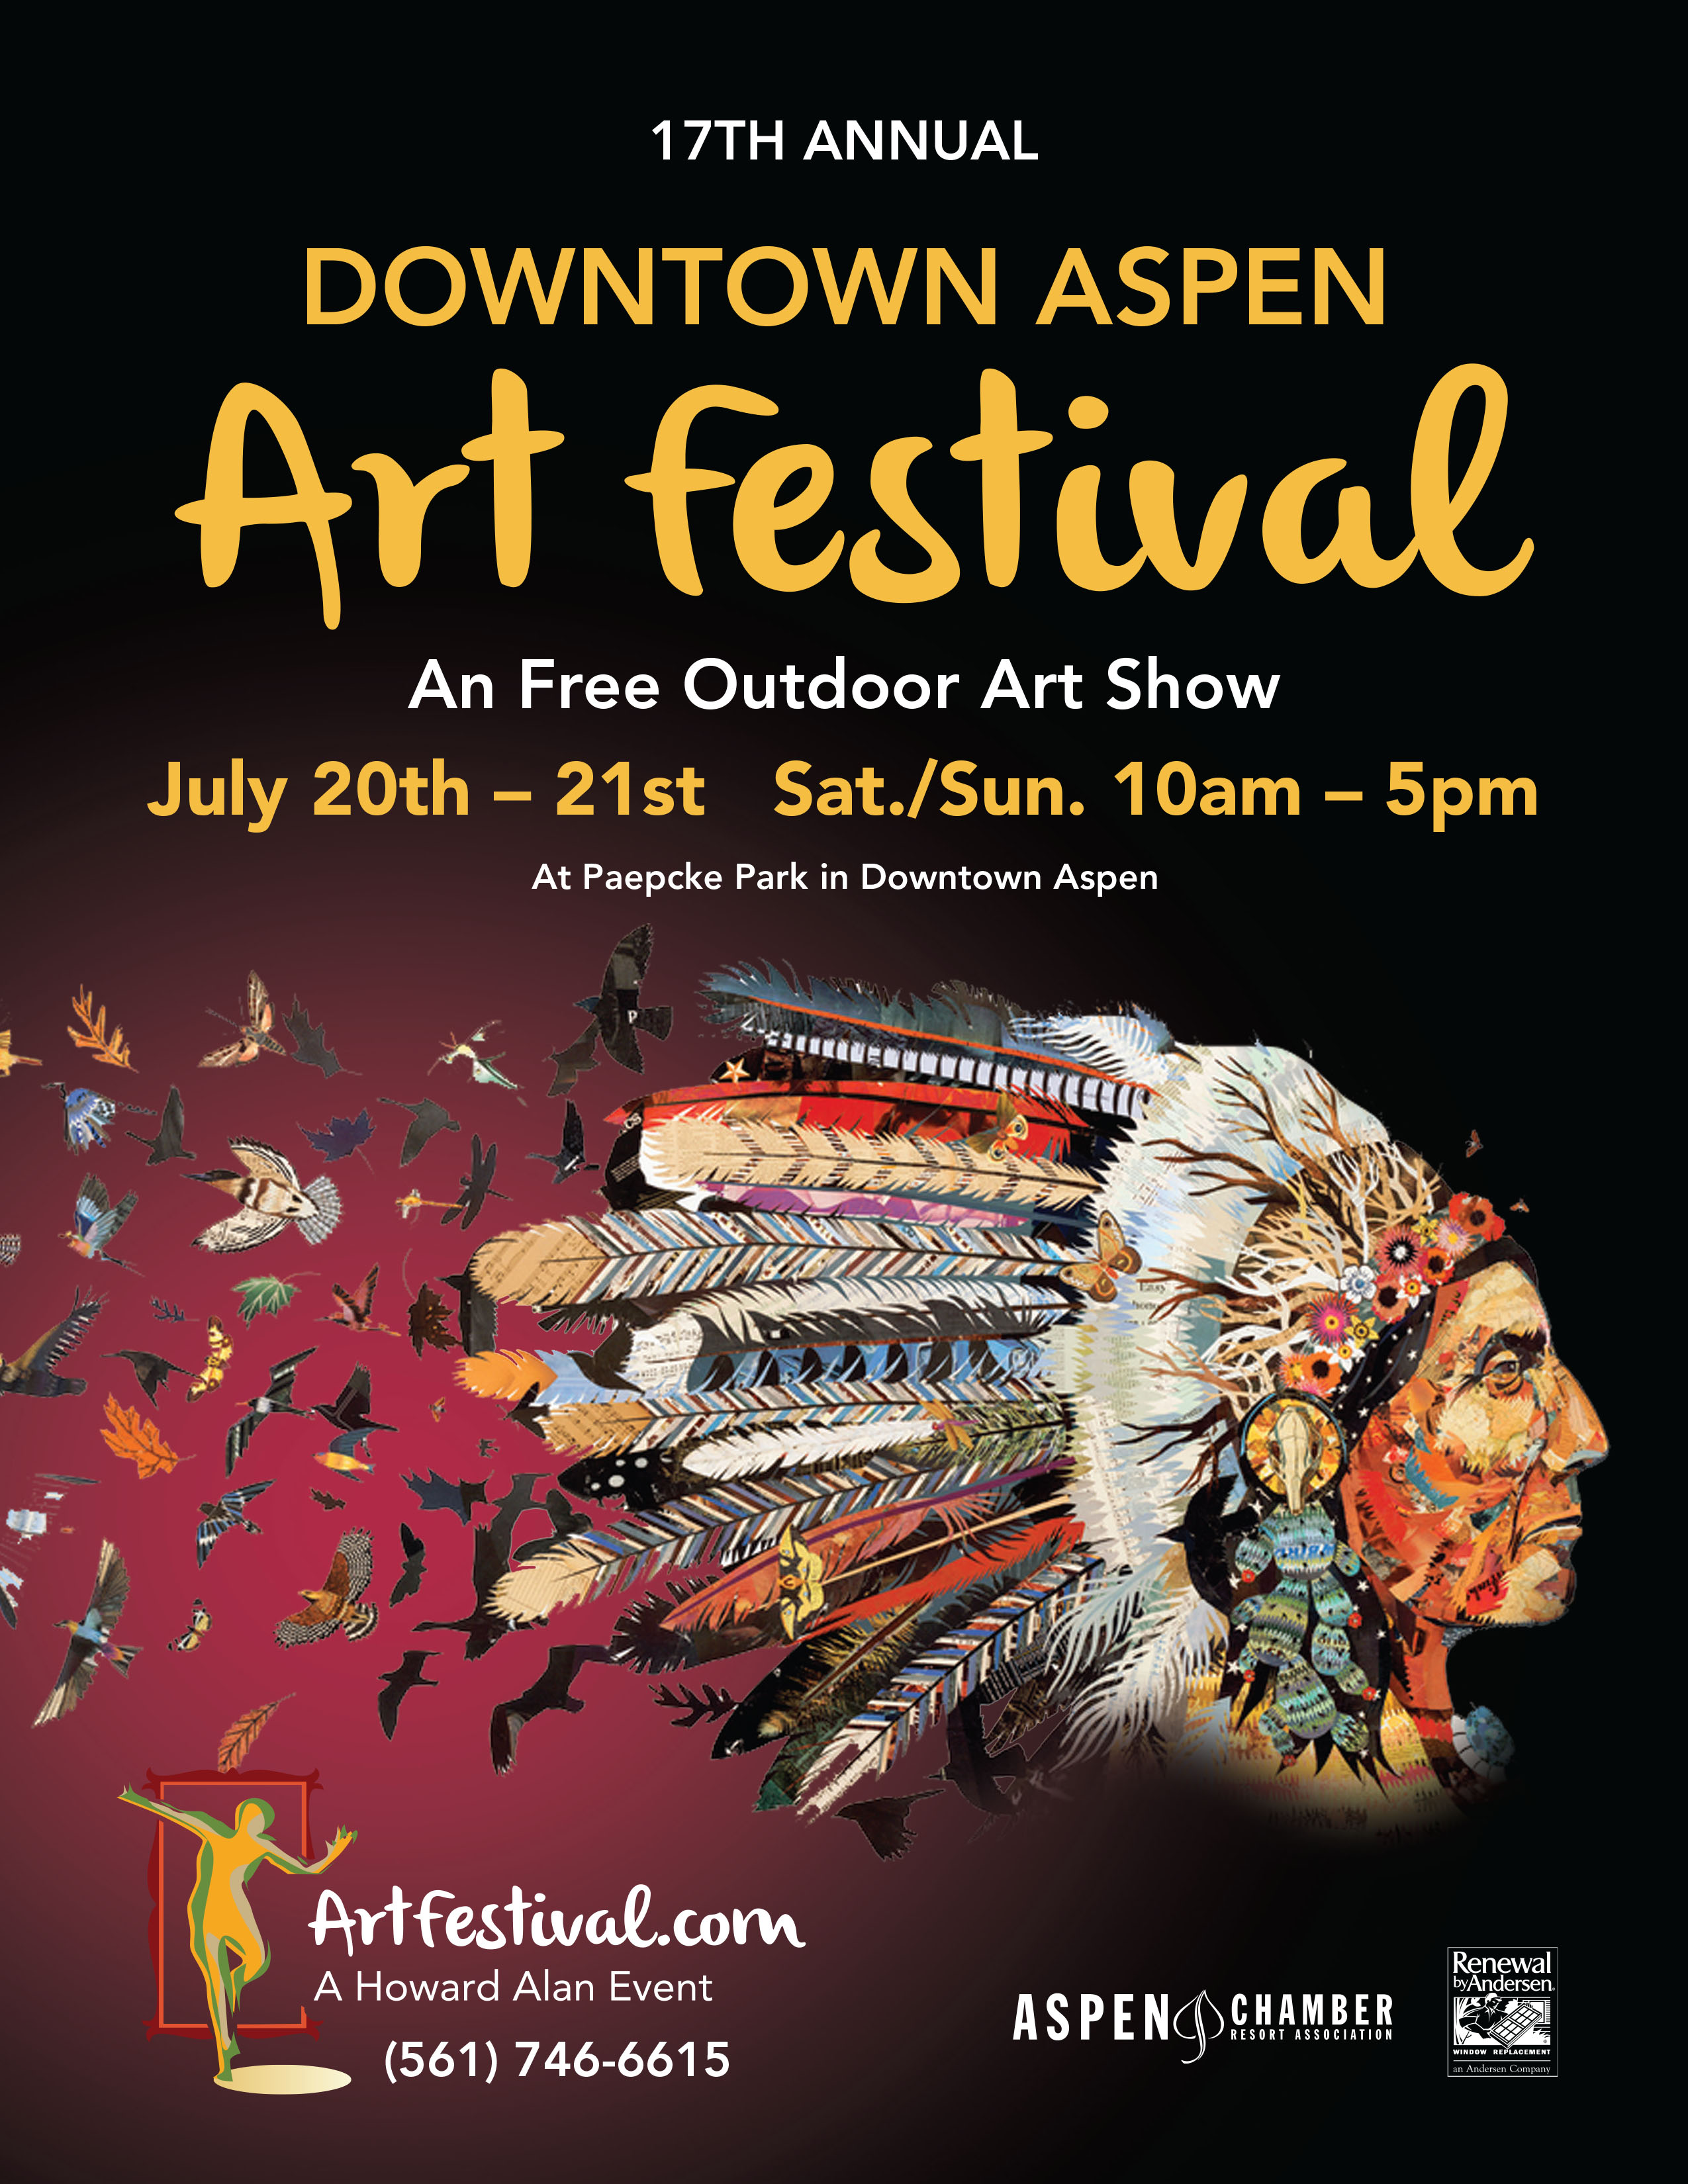 17TH ANNUAL
DOWNTOWN ASPEN
Art Festival
An Free Outdoor Art Show
July 20th – 21st Sat./Sun. 10am – 5pm
At Paepcke Park in Downtown Aspen
ArtFestival.com
A Howard Alan Event
(561) 746-6615
ASPEN CHAMBER
RESORT ASSOCIATION
Renewal
by Andersen®
WINDOW REPLACEMENT
an Andersen Company